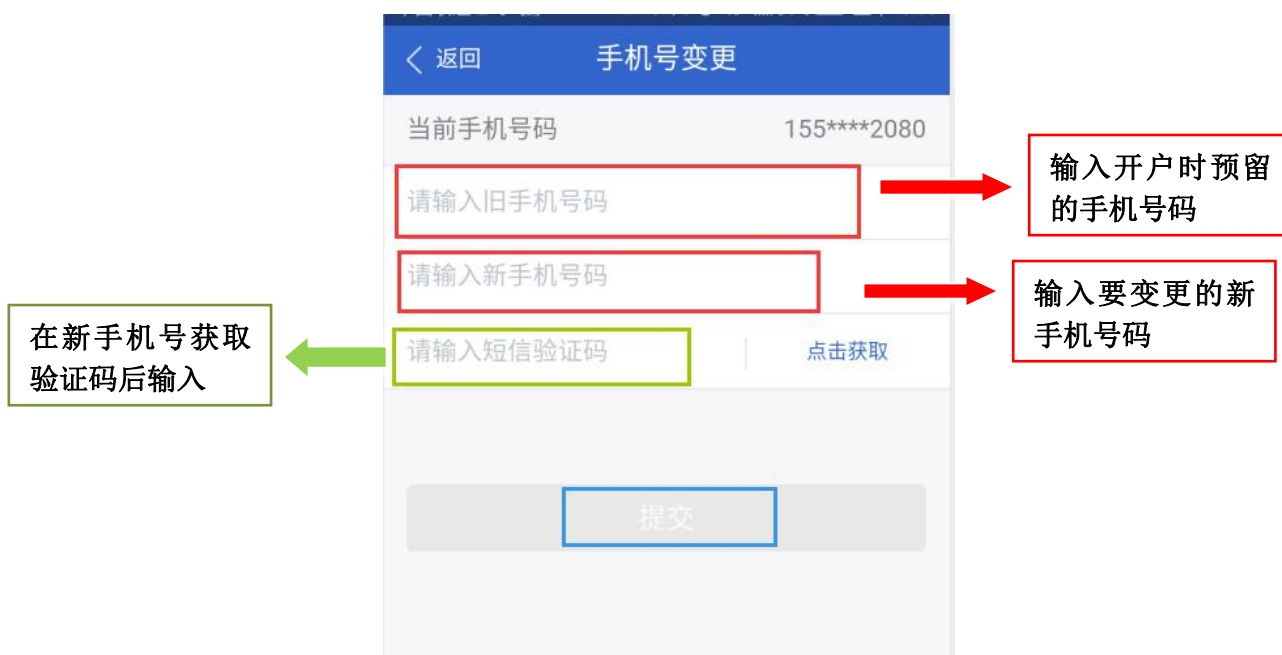 返回
手机号变更
当前手机号码
155****2080
请输入旧手机号码
输入开户时预留
的手机号码
请输入新手机号码
输入要变更的新
手机号码
请输入短信验证码
点击获取
在新手机号获取
验证码后输入
提交